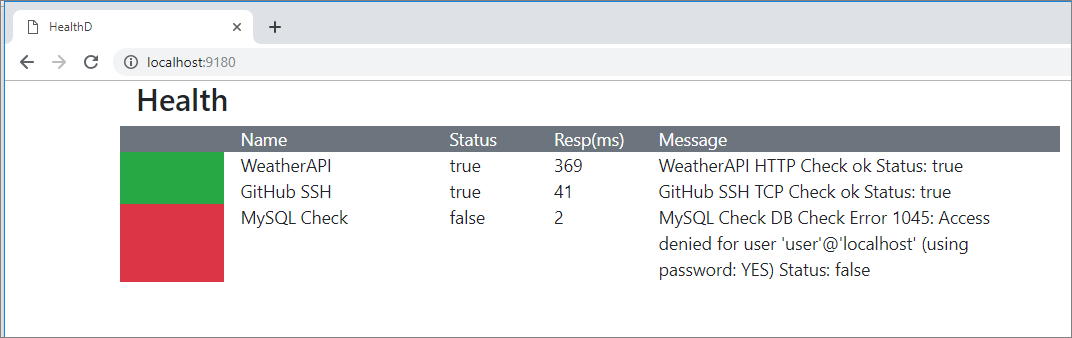 HealthD
localhost:9180
Health
Name Status Resp(ms) Message
WeatherAPI true 369 WeatherAPI HTTP Check ok Status: true
GitHub SSH true 41 GitHub SSH TCP Check ok Status: true
MySQL Check false 2 MySQL Check DB Check Error 1045: Access
denied for user 'user'@'localhost' (using
password: YES) Status: false